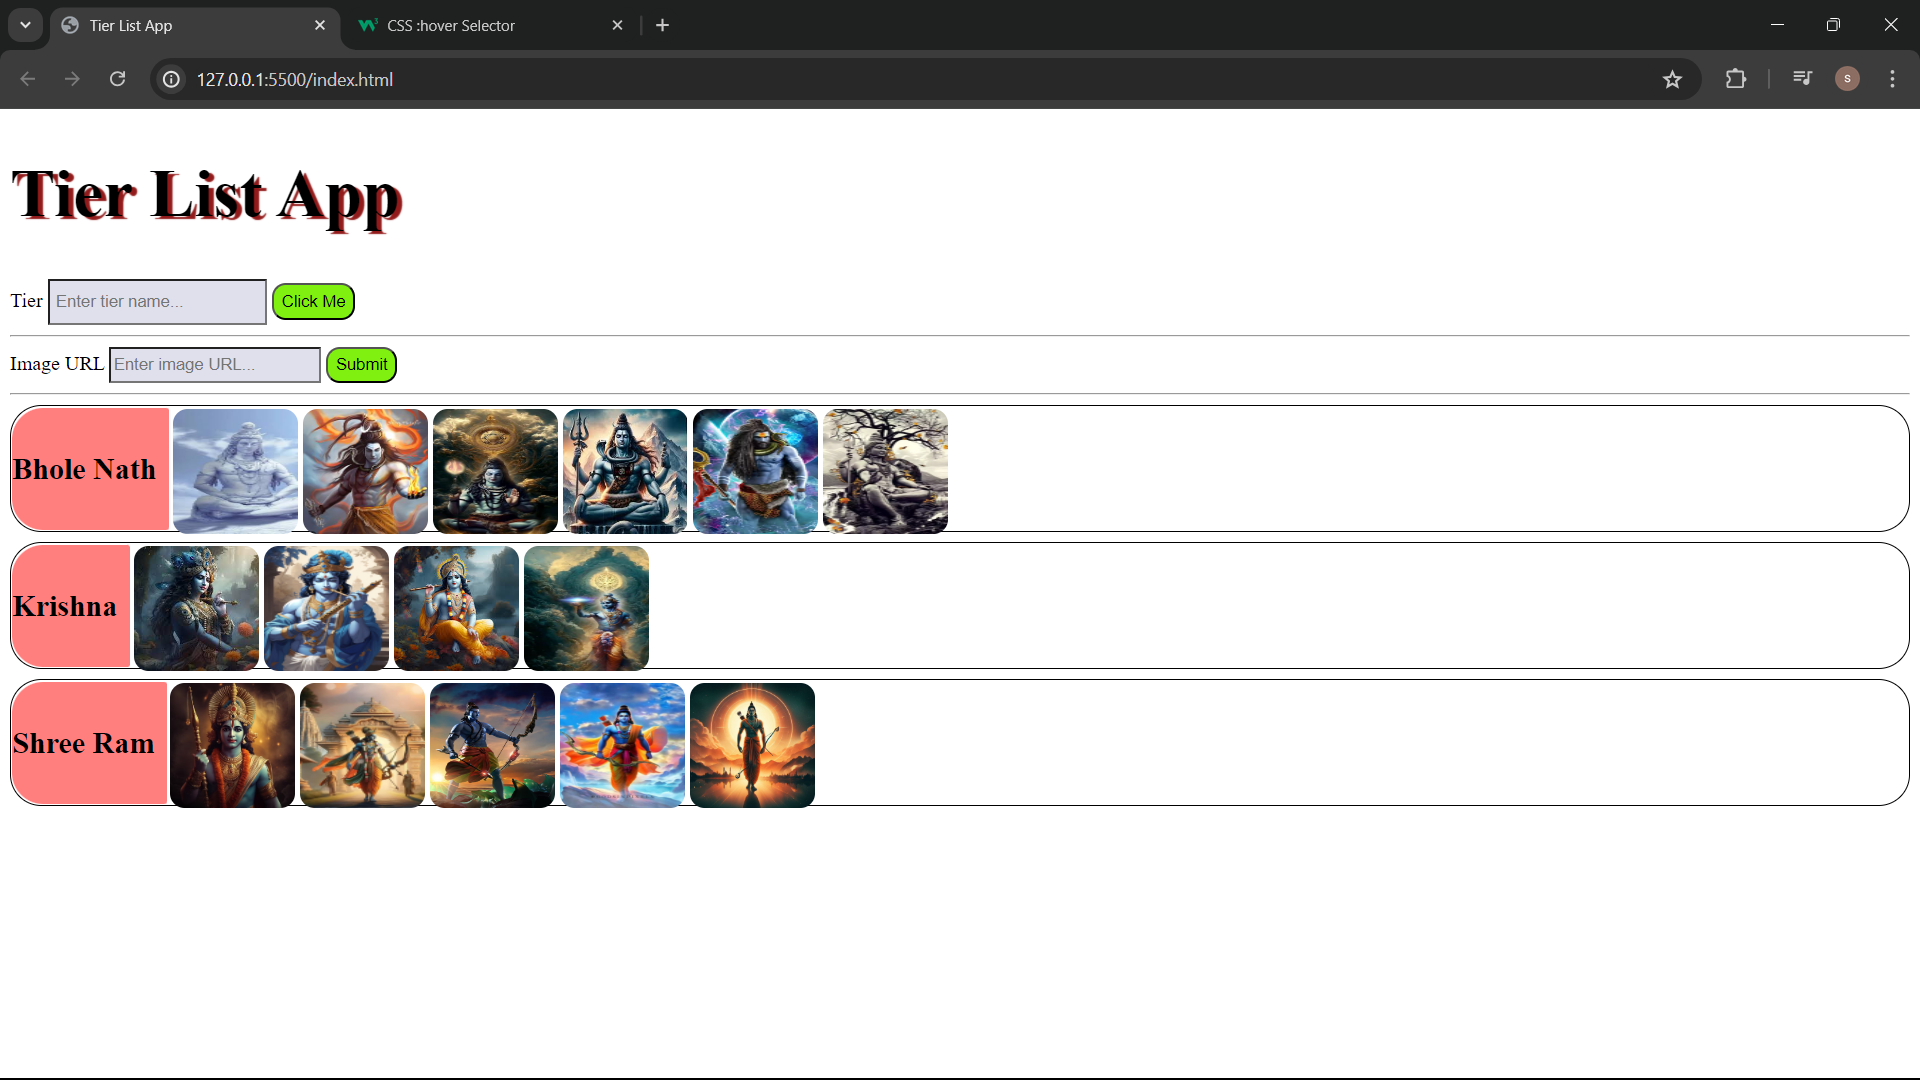 Tier List App
CSS :hover Selector
127.0.0.1:5500/index.html
S
Tier List App
Tier Enter tier name... Click Me
Image URL Enter image URL... Submit
Bhole Nath
Krishna
Shree Ram